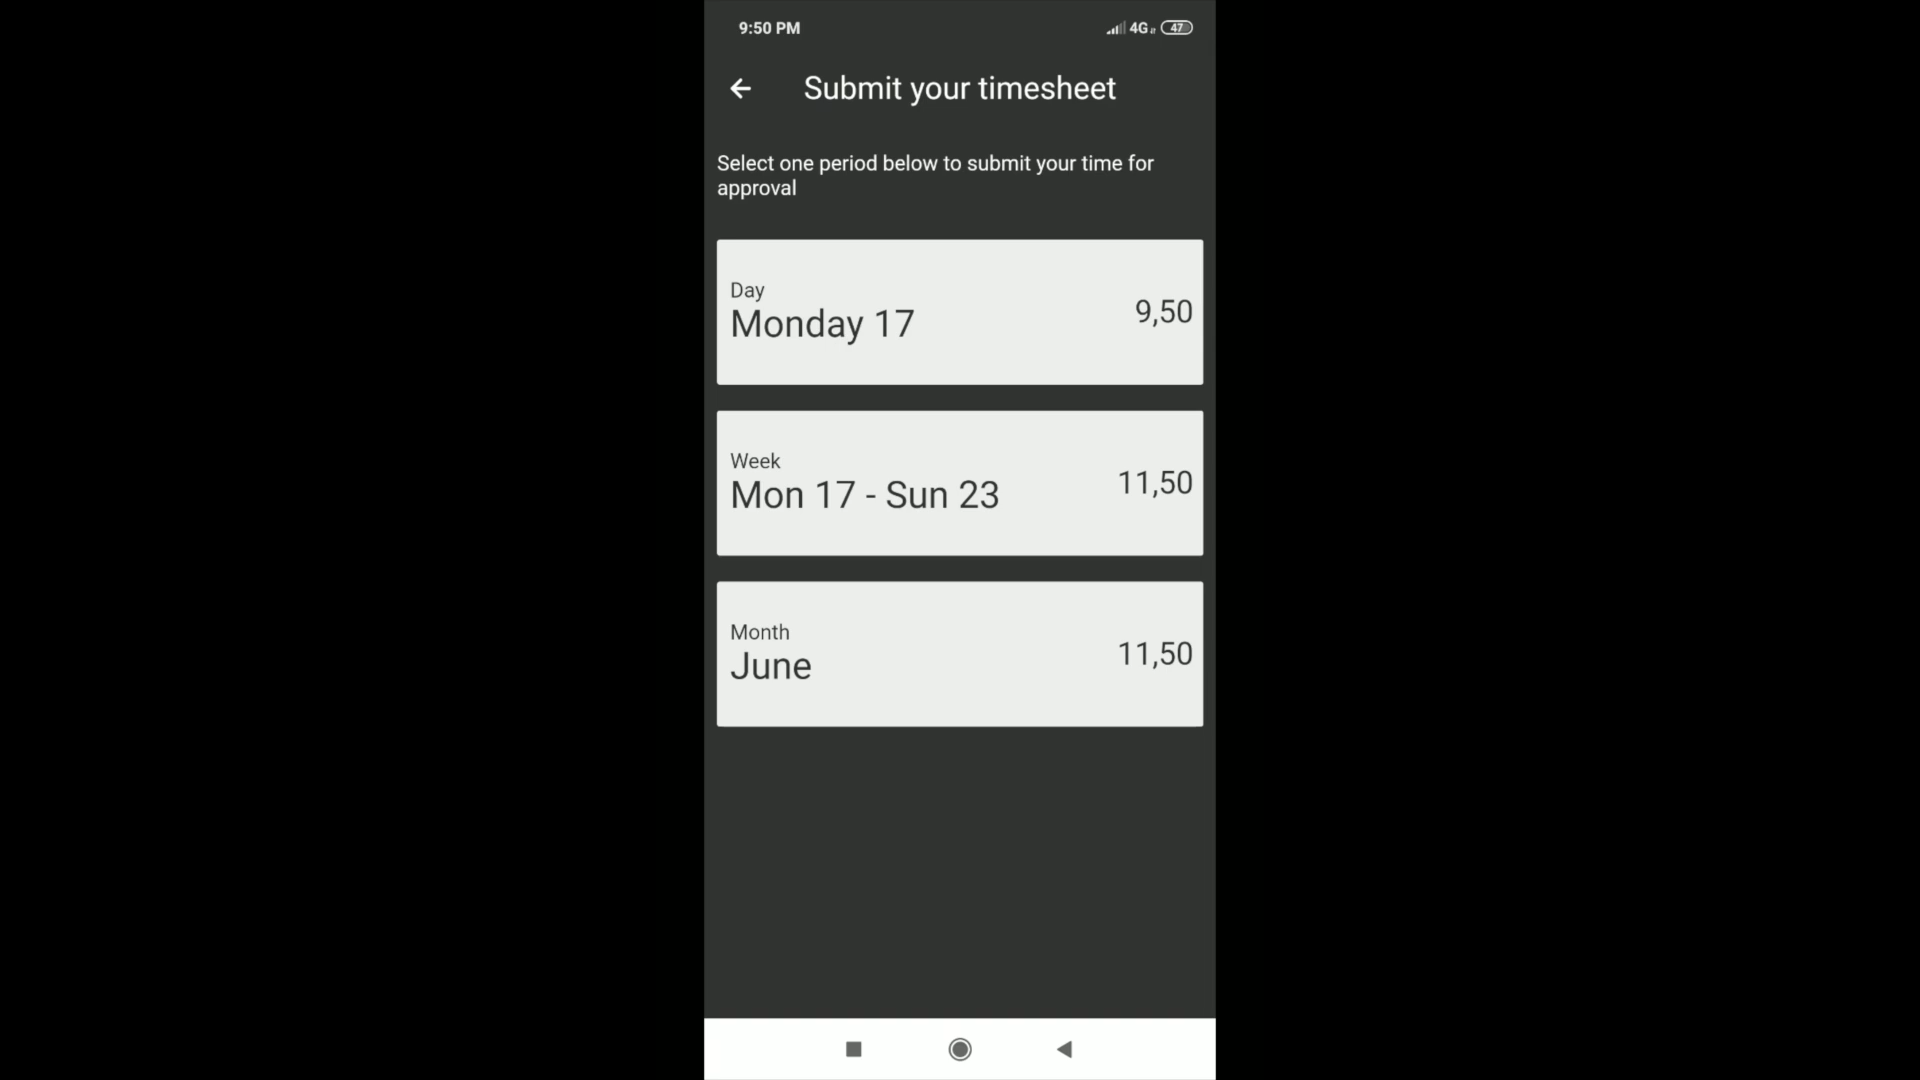 9:50 PM 4G 47
Submit your timesheet
Select one period below to submit your time for
approval
Day
Monday 17
9,50
Week
Mon 17 - Sun 23
11,50
Month
June
11,50